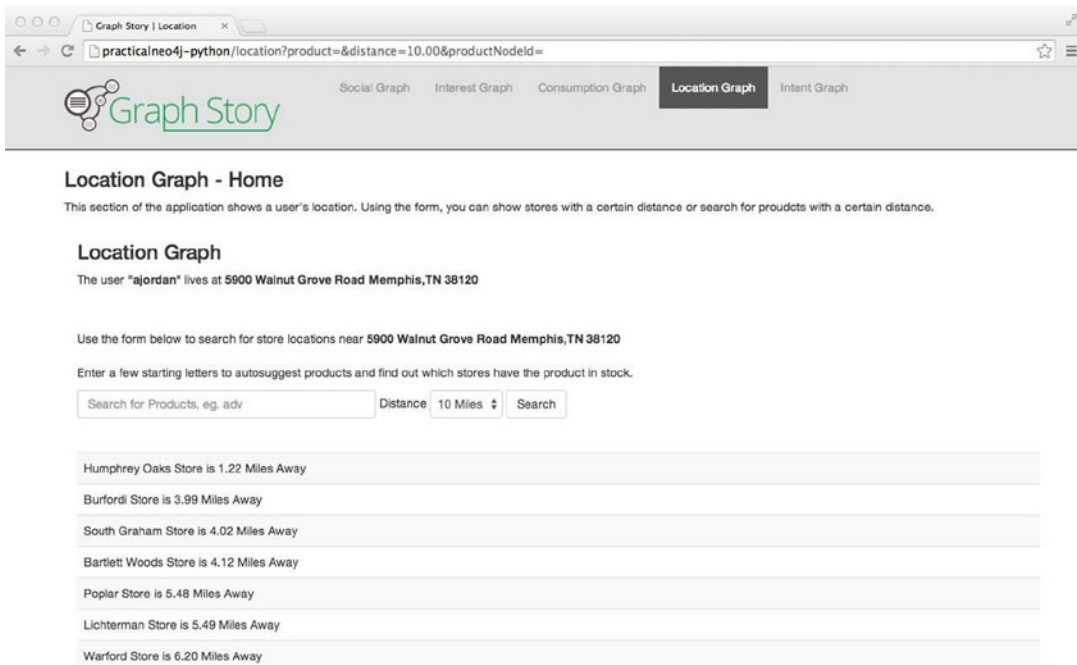 Graph Story | Location
practicalneo4j-python/location?product=&distance=10.00&productNodeId=
Graph Story
Social Graph Interest Graph Consumption Graph Location Graph Intent Graph
Location Graph - Home
This section of the application shows a user's location. Using the form, you can show stores with a certain distance or search for proudcts with a certain distance.
Location Graph
The user "ajordan" lives at 5900 Walnut Grove Road Memphis,TN 38120
Use the form below to search for store locations near 5900 Walnut Grove Road Memphis,TN 38120
Enter a few starting letters to autosuggest products and find out which stores have the product in stock.
Search for Products, eg. adv Distance 10 Miles Search
Humphrey Oaks Store is 1.22 Miles Away
Burfordi Store is 3.99 Miles Away
South Graham Store is 4.02 Miles Away
Bartlett Woods Store is 4.12 Miles Away
Poplar Store is 5.48 Miles Away
Lichterman Store is 5.49 Miles Away
Warford Store is 6.20 Miles Away